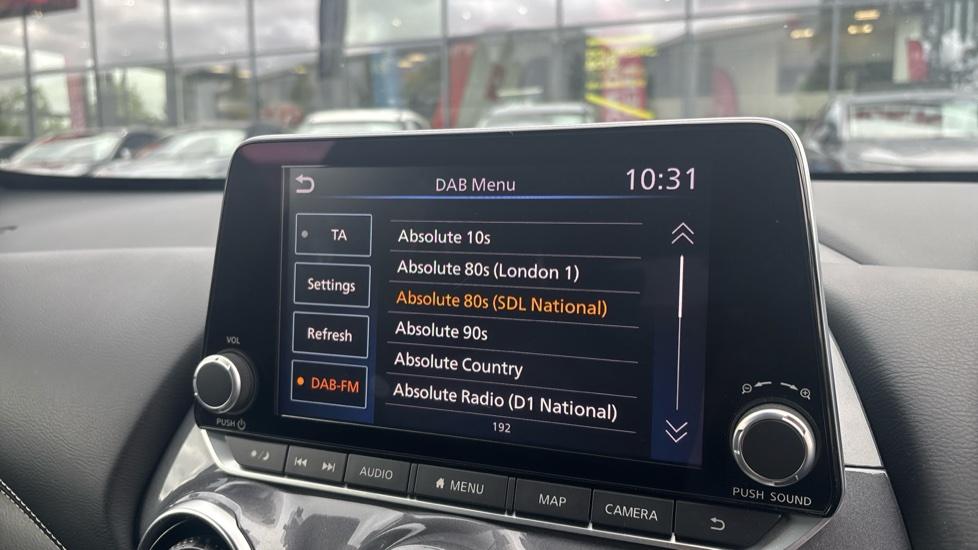 DAB Menu 10:31
TA
Settings
Refresh
DAB-FM
Absolute 10s
Absolute 80s (London 1)
Absolute 80s (SDL National)
Absolute 90s
Absolute Country
Absolute Radio (D1 National)
192
VOL
PUSH
AUDIO
MENU
MAP
CAMERA
PUSH SOUND